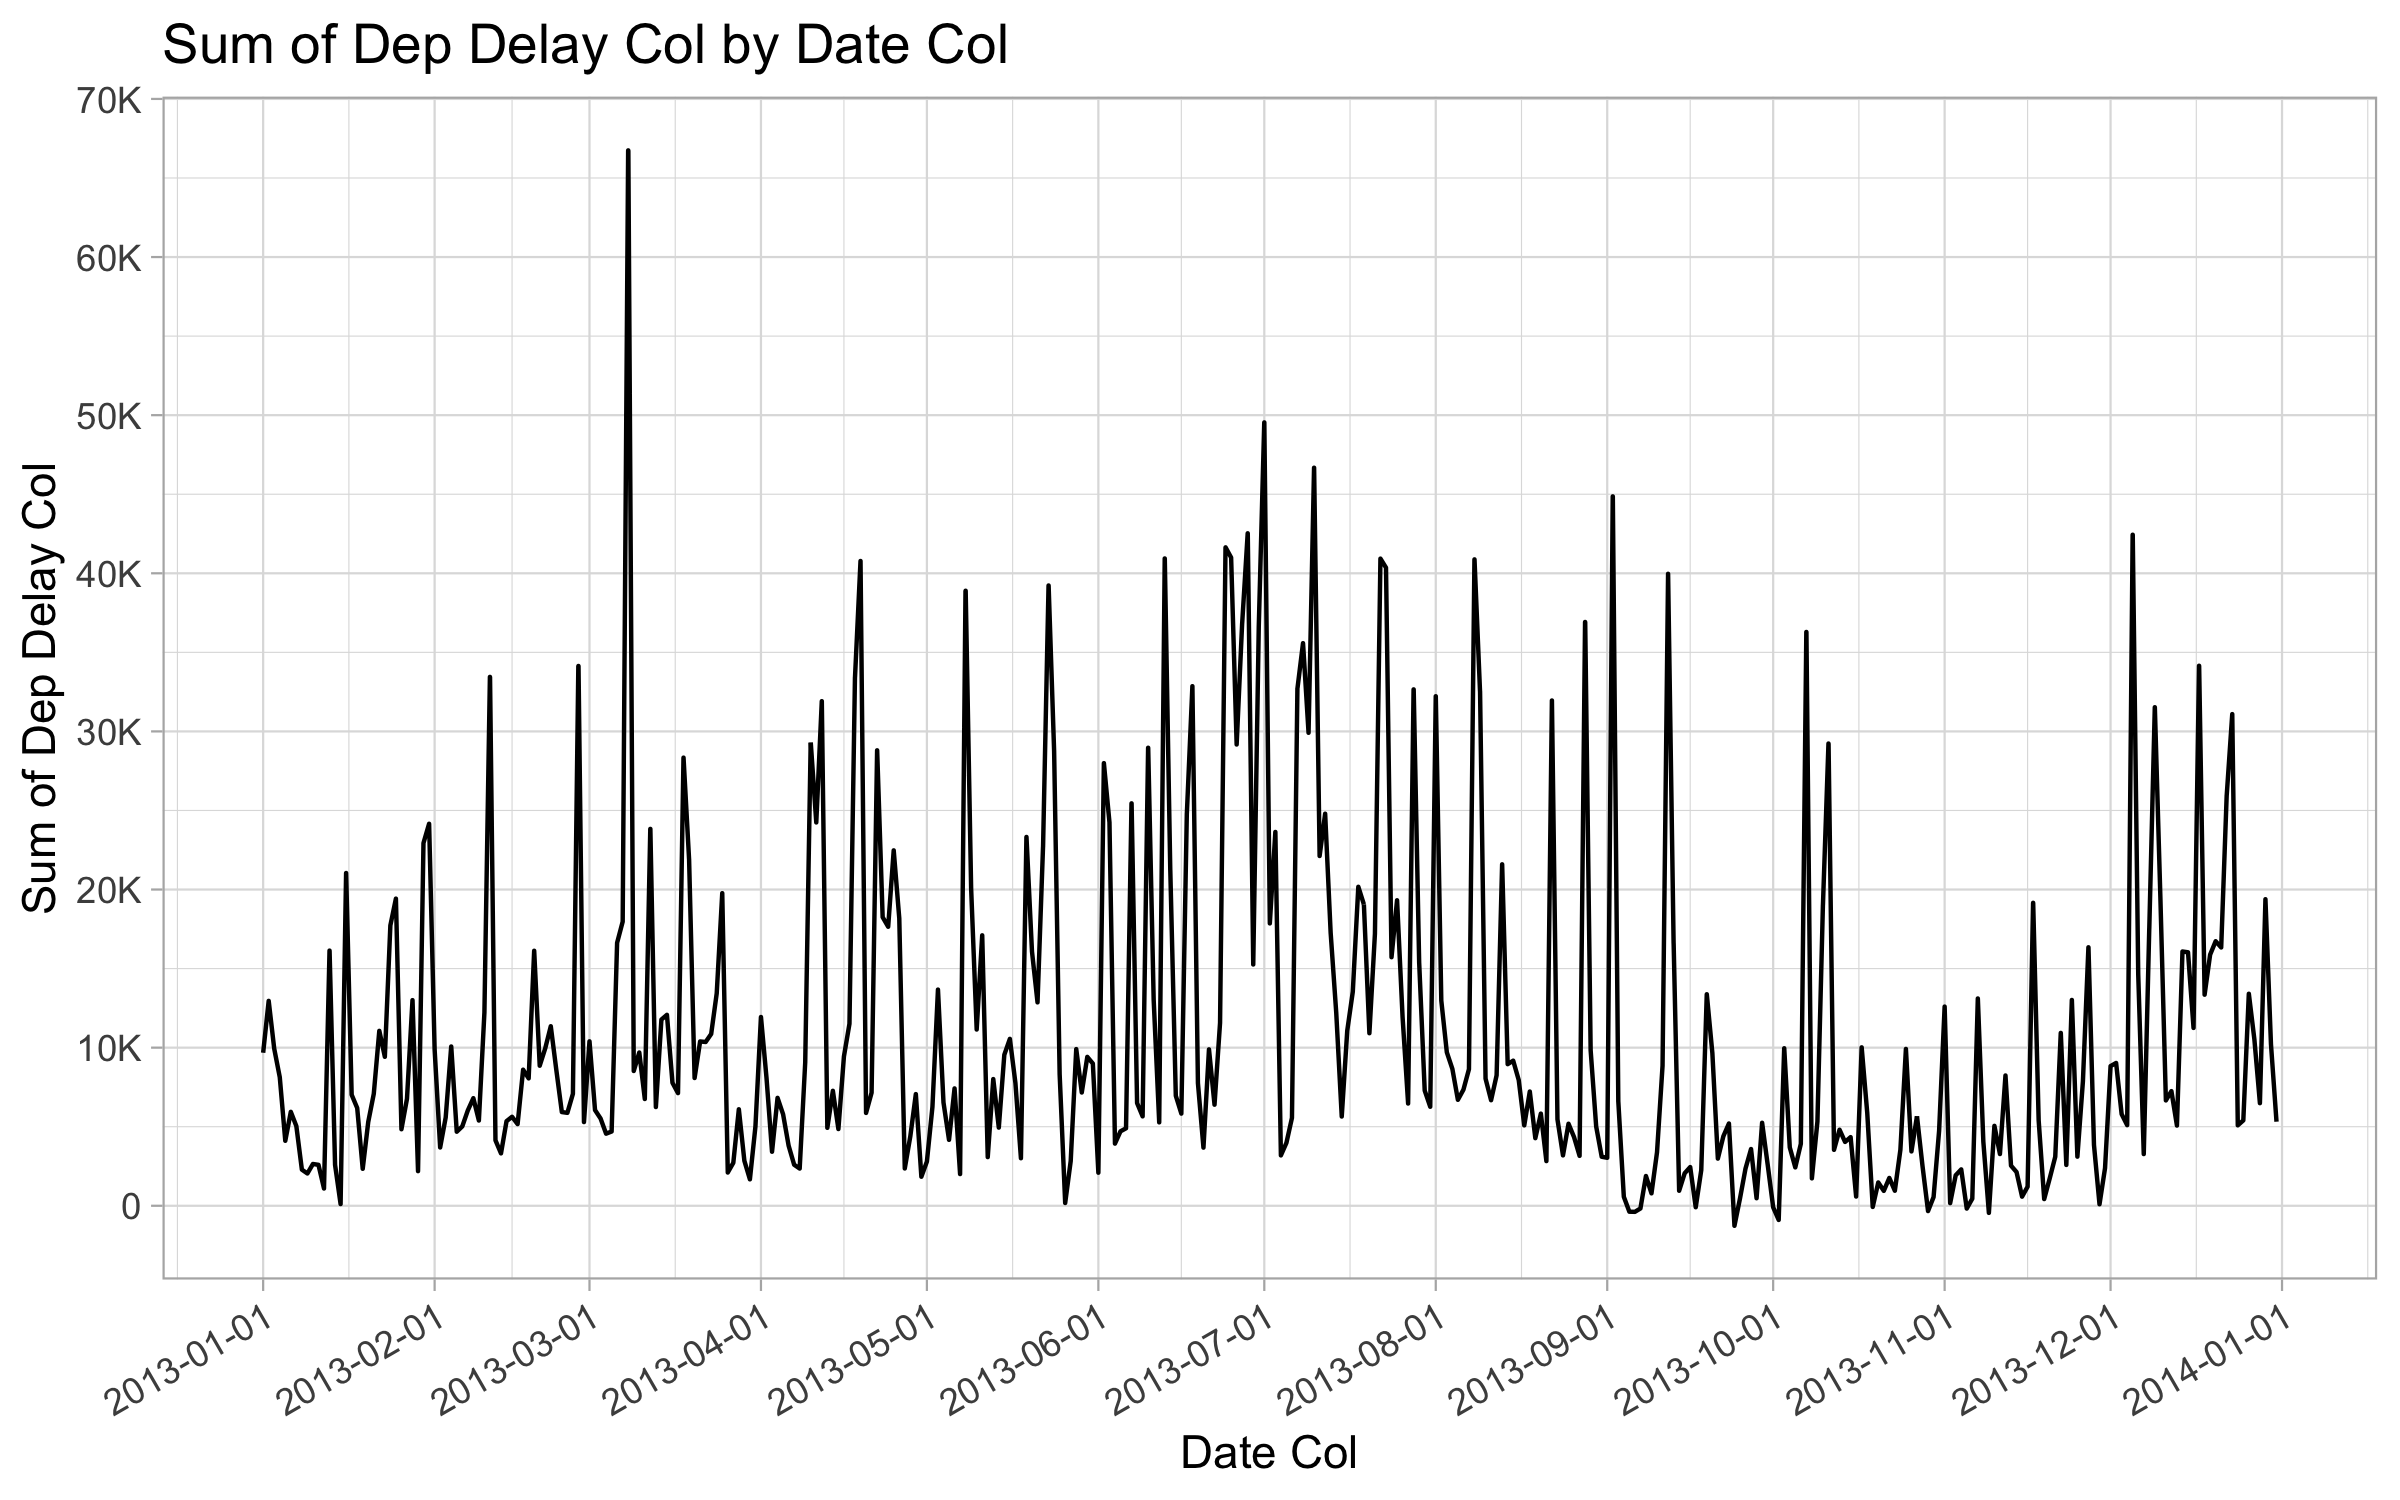 Sum of Dep Delay Col by Date Col
70K
60K
50K
40K
30K
20K
10K
0
Sum of Dep Delay Col
2013-01-01
2013-02-01
2013-03-01
2013-04-01
2013-05-01
2013-06-01
2013-07-01
2013-08-01
2013-09-01
2013-10-01
2013-11-01
2013-12-01
2014-01-01
Date Col